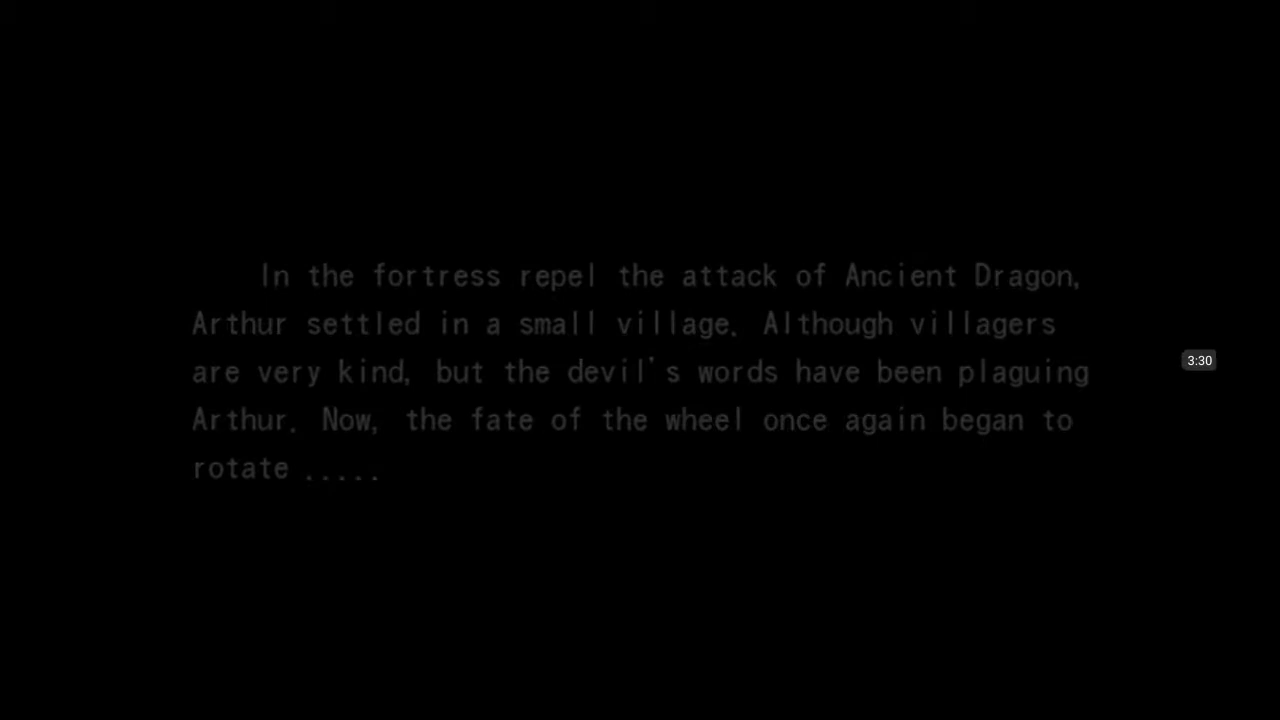 In the fortress repel the attack of Ancient Dragon,
Arthur settled in a small village. Although villagers
are very kind, but the devil's words have been plaguing
Arthur. Now, the fate of the wheel once again began to
rotate .....
3:30